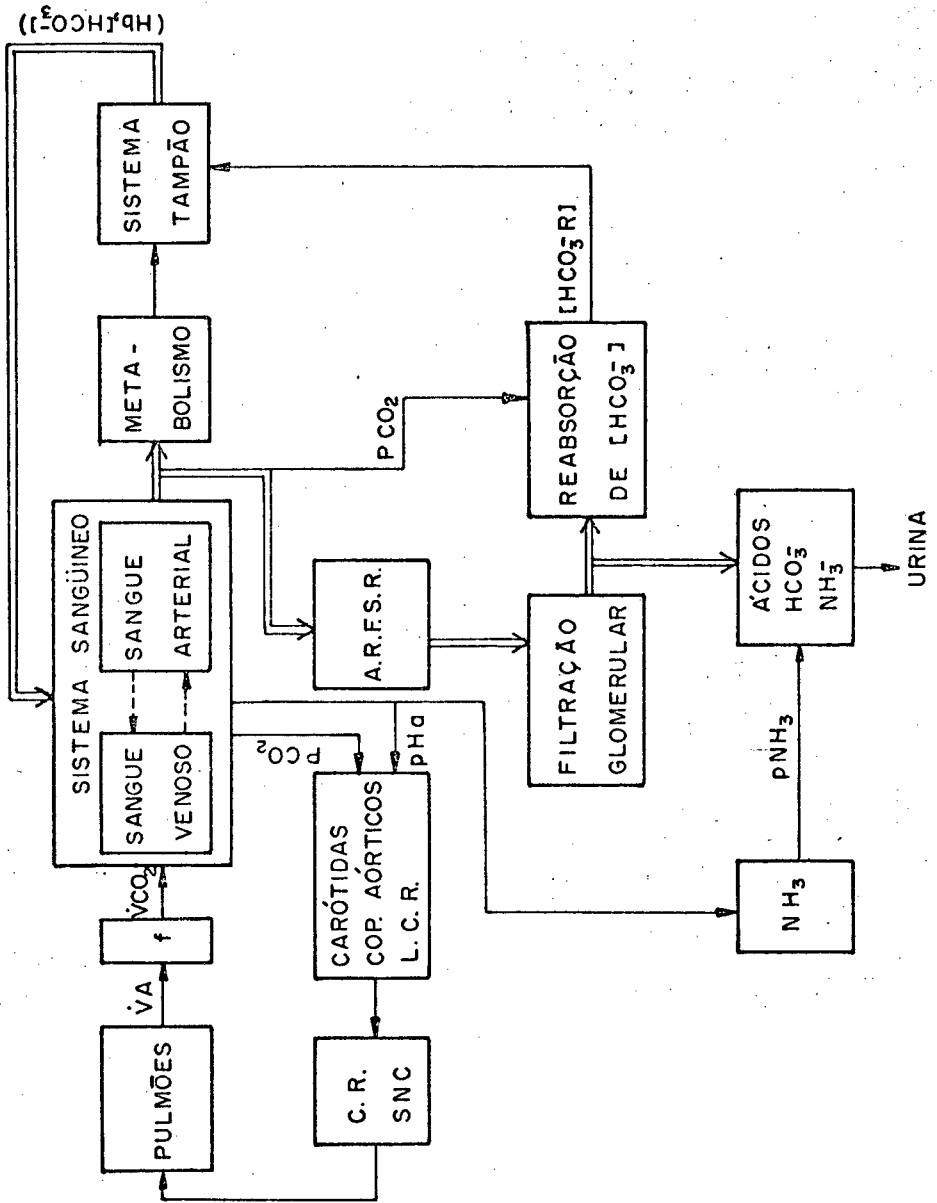 PULMÕES
V̇A
f
V̇CO₂
SISTEMA SANGÜINEO
SANGUE
VENOSO
SANGUE
ARTERIAL
META-
BOLISMO
SISTEMA
TAMPÃO
(Hb,[HCO₃⁻])
PCO₂
pHa
PCO₂
C. R.
SNC
CARÓTIDAS
COP. AÓRTICOS
L. C. R.
A.R.F.S.R.
FILTRAÇÃO
GLOMERULAR
REABSORÇÃO
DE [HCO₃⁻]
[HCO₃⁻R]
NH₃
pNH₃
ÁCIDOS
HCO₃⁻
NH₃⁻
URINA